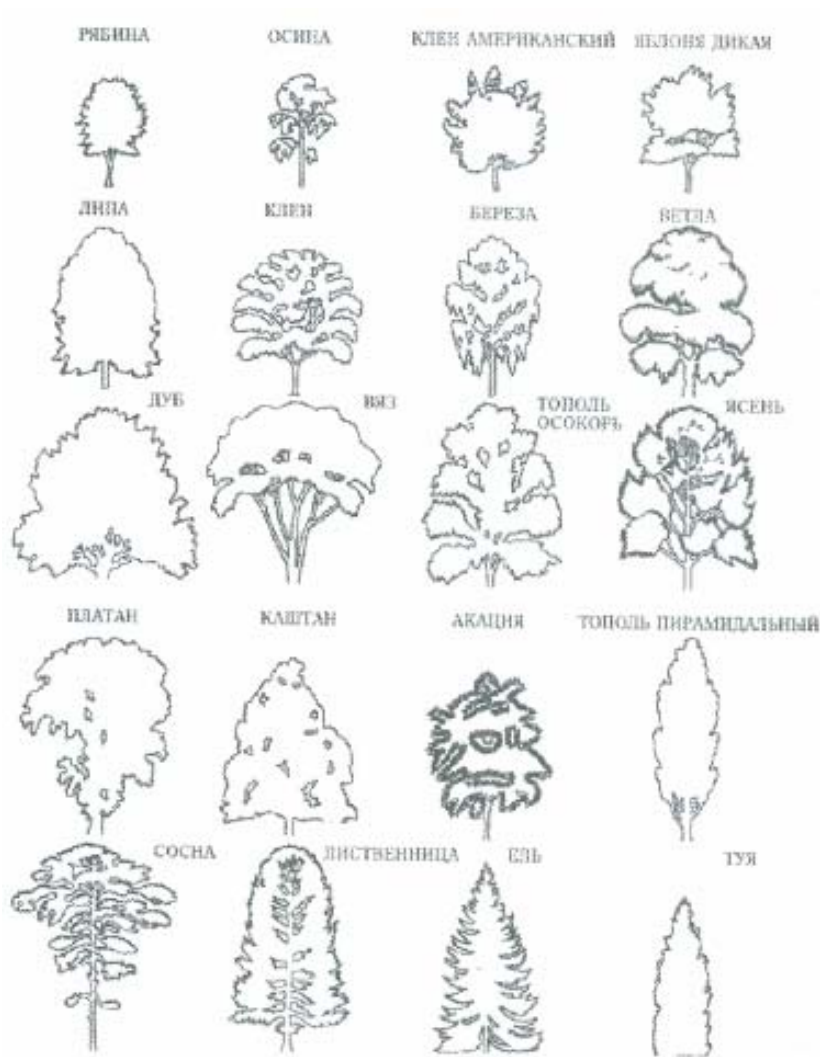 РЯБИНА
ОСИНА
КЛЕН АМЕРИКАНСКИЙ
ЯБЛОНЯ ДИКАЯ
ЛИПА
КЛЕН
БЕРЕЗА
ВЕТЛА
ДУБ
ВЯЗ
ТОПОЛЬ
ОСОКОРЬ
ЯСЕНЬ
ПЛАТАН
КАШТАН
АКАЦИЯ
ТОПОЛЬ ПИРАМИДАЛЬНЫЙ
СОСНА
ЛИСТВЕННИЦА
ЕЛЬ
ТУЯ